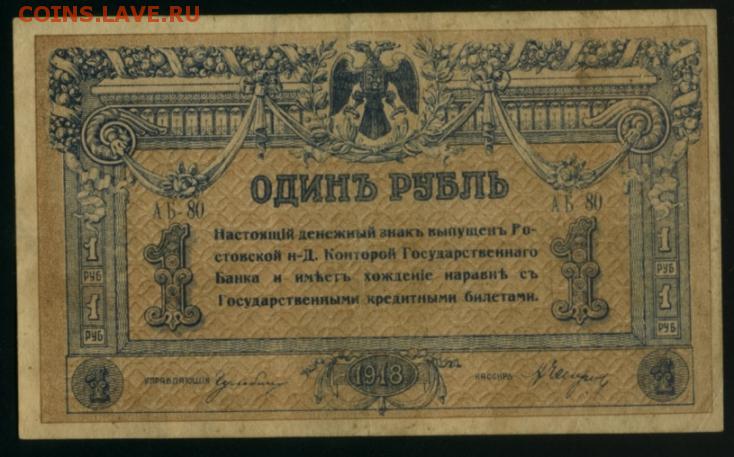 COINS.LAVE.RU
ОДИНЪ РУБЛЬ
АБ-80 АБ 80
Настоящій денежный знакъ выпущенъ Ро-
стовской н-Д. Конторой Государственнаго
Банка и имѣетъ хожденіе наравнѣ съ
Государственными кредитными билетами.
1 1 1 1
РУБ РУБ
1 1
РУБ РУБ
УПРАВЛЯЮЩІЙ КАССИРЪ
1 1918 1